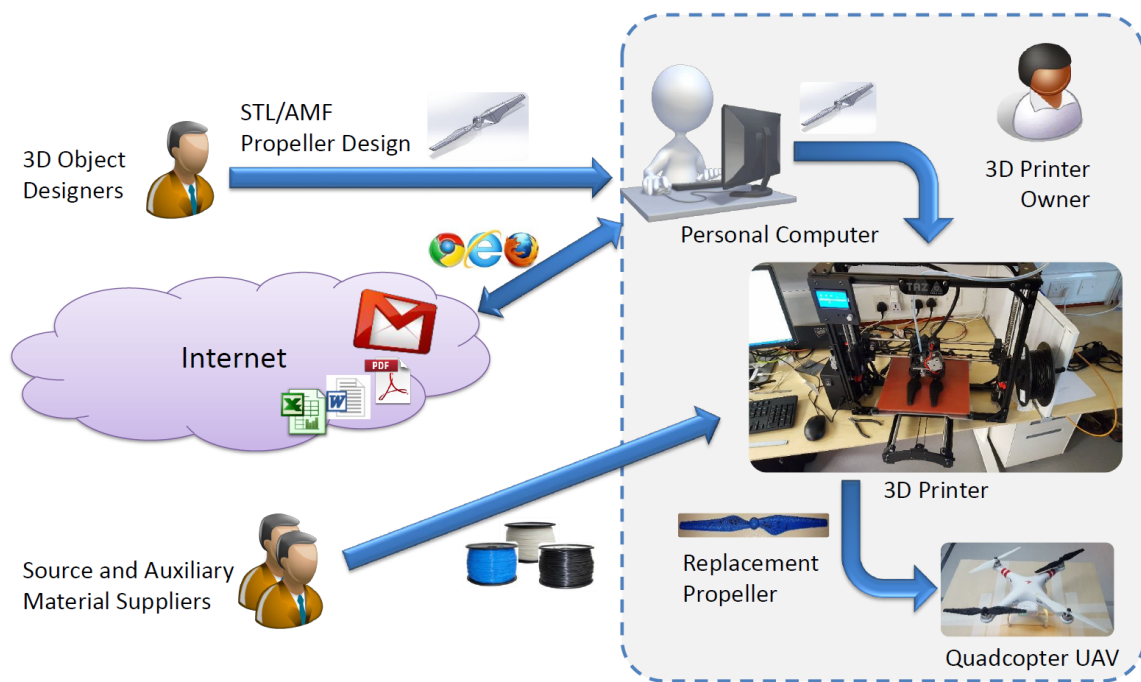 STL/AMF
Propeller Design
3D Object
Designers
Personal Computer
3D Printer
Owner
Internet
PDF
W
X
TAZ
3D Printer
Source and Auxiliary
Material Suppliers
Replacement
Propeller
Quadcopter UAV